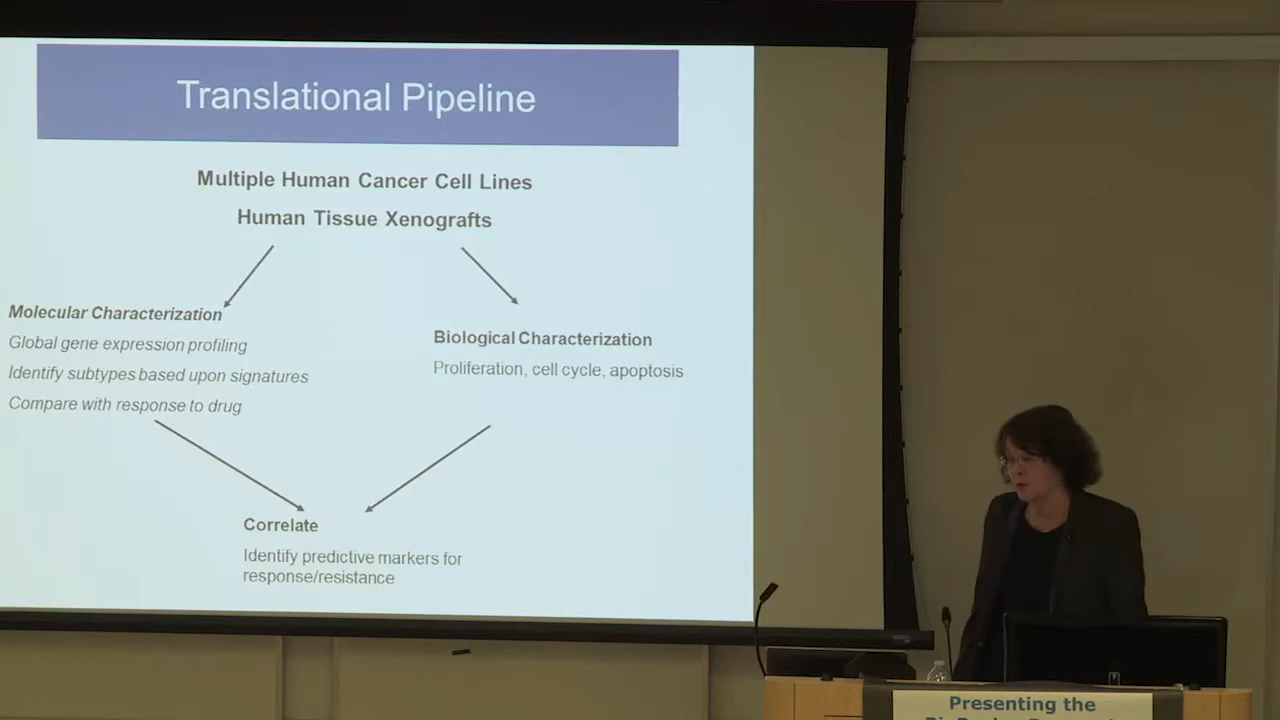 Translational Pipeline
Multiple Human Cancer Cell Lines
Human Tissue Xenografts
Molecular Characterization
Global gene expression profiling
Identify subtypes based upon signatures
Compare with response to drug
Biological Characterization
Proliferation, cell cycle, apoptosis
Correlate
Identify predictive markers for
response/resistance
Presenting the